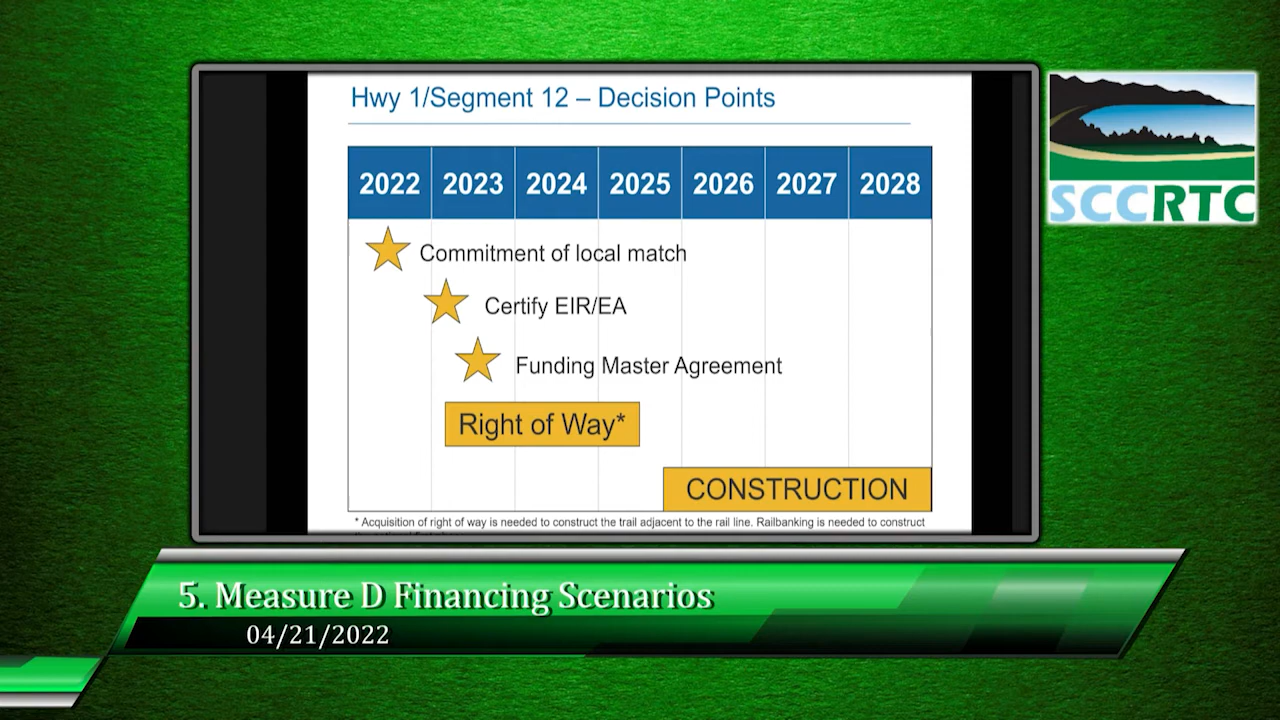 Hwy 1/Segment 12 – Decision Points
2022 2023 2024 2025 2026 2027 2028
Commitment of local match
Certify EIR/EA
Funding Master Agreement
Right of Way*
CONSTRUCTION
* Acquisition of right of way is needed to construct the trail adjacent to the rail line. Railbanking is needed to construct
SCCRTC
5. Measure D Financing Scenarios
04/21/2022